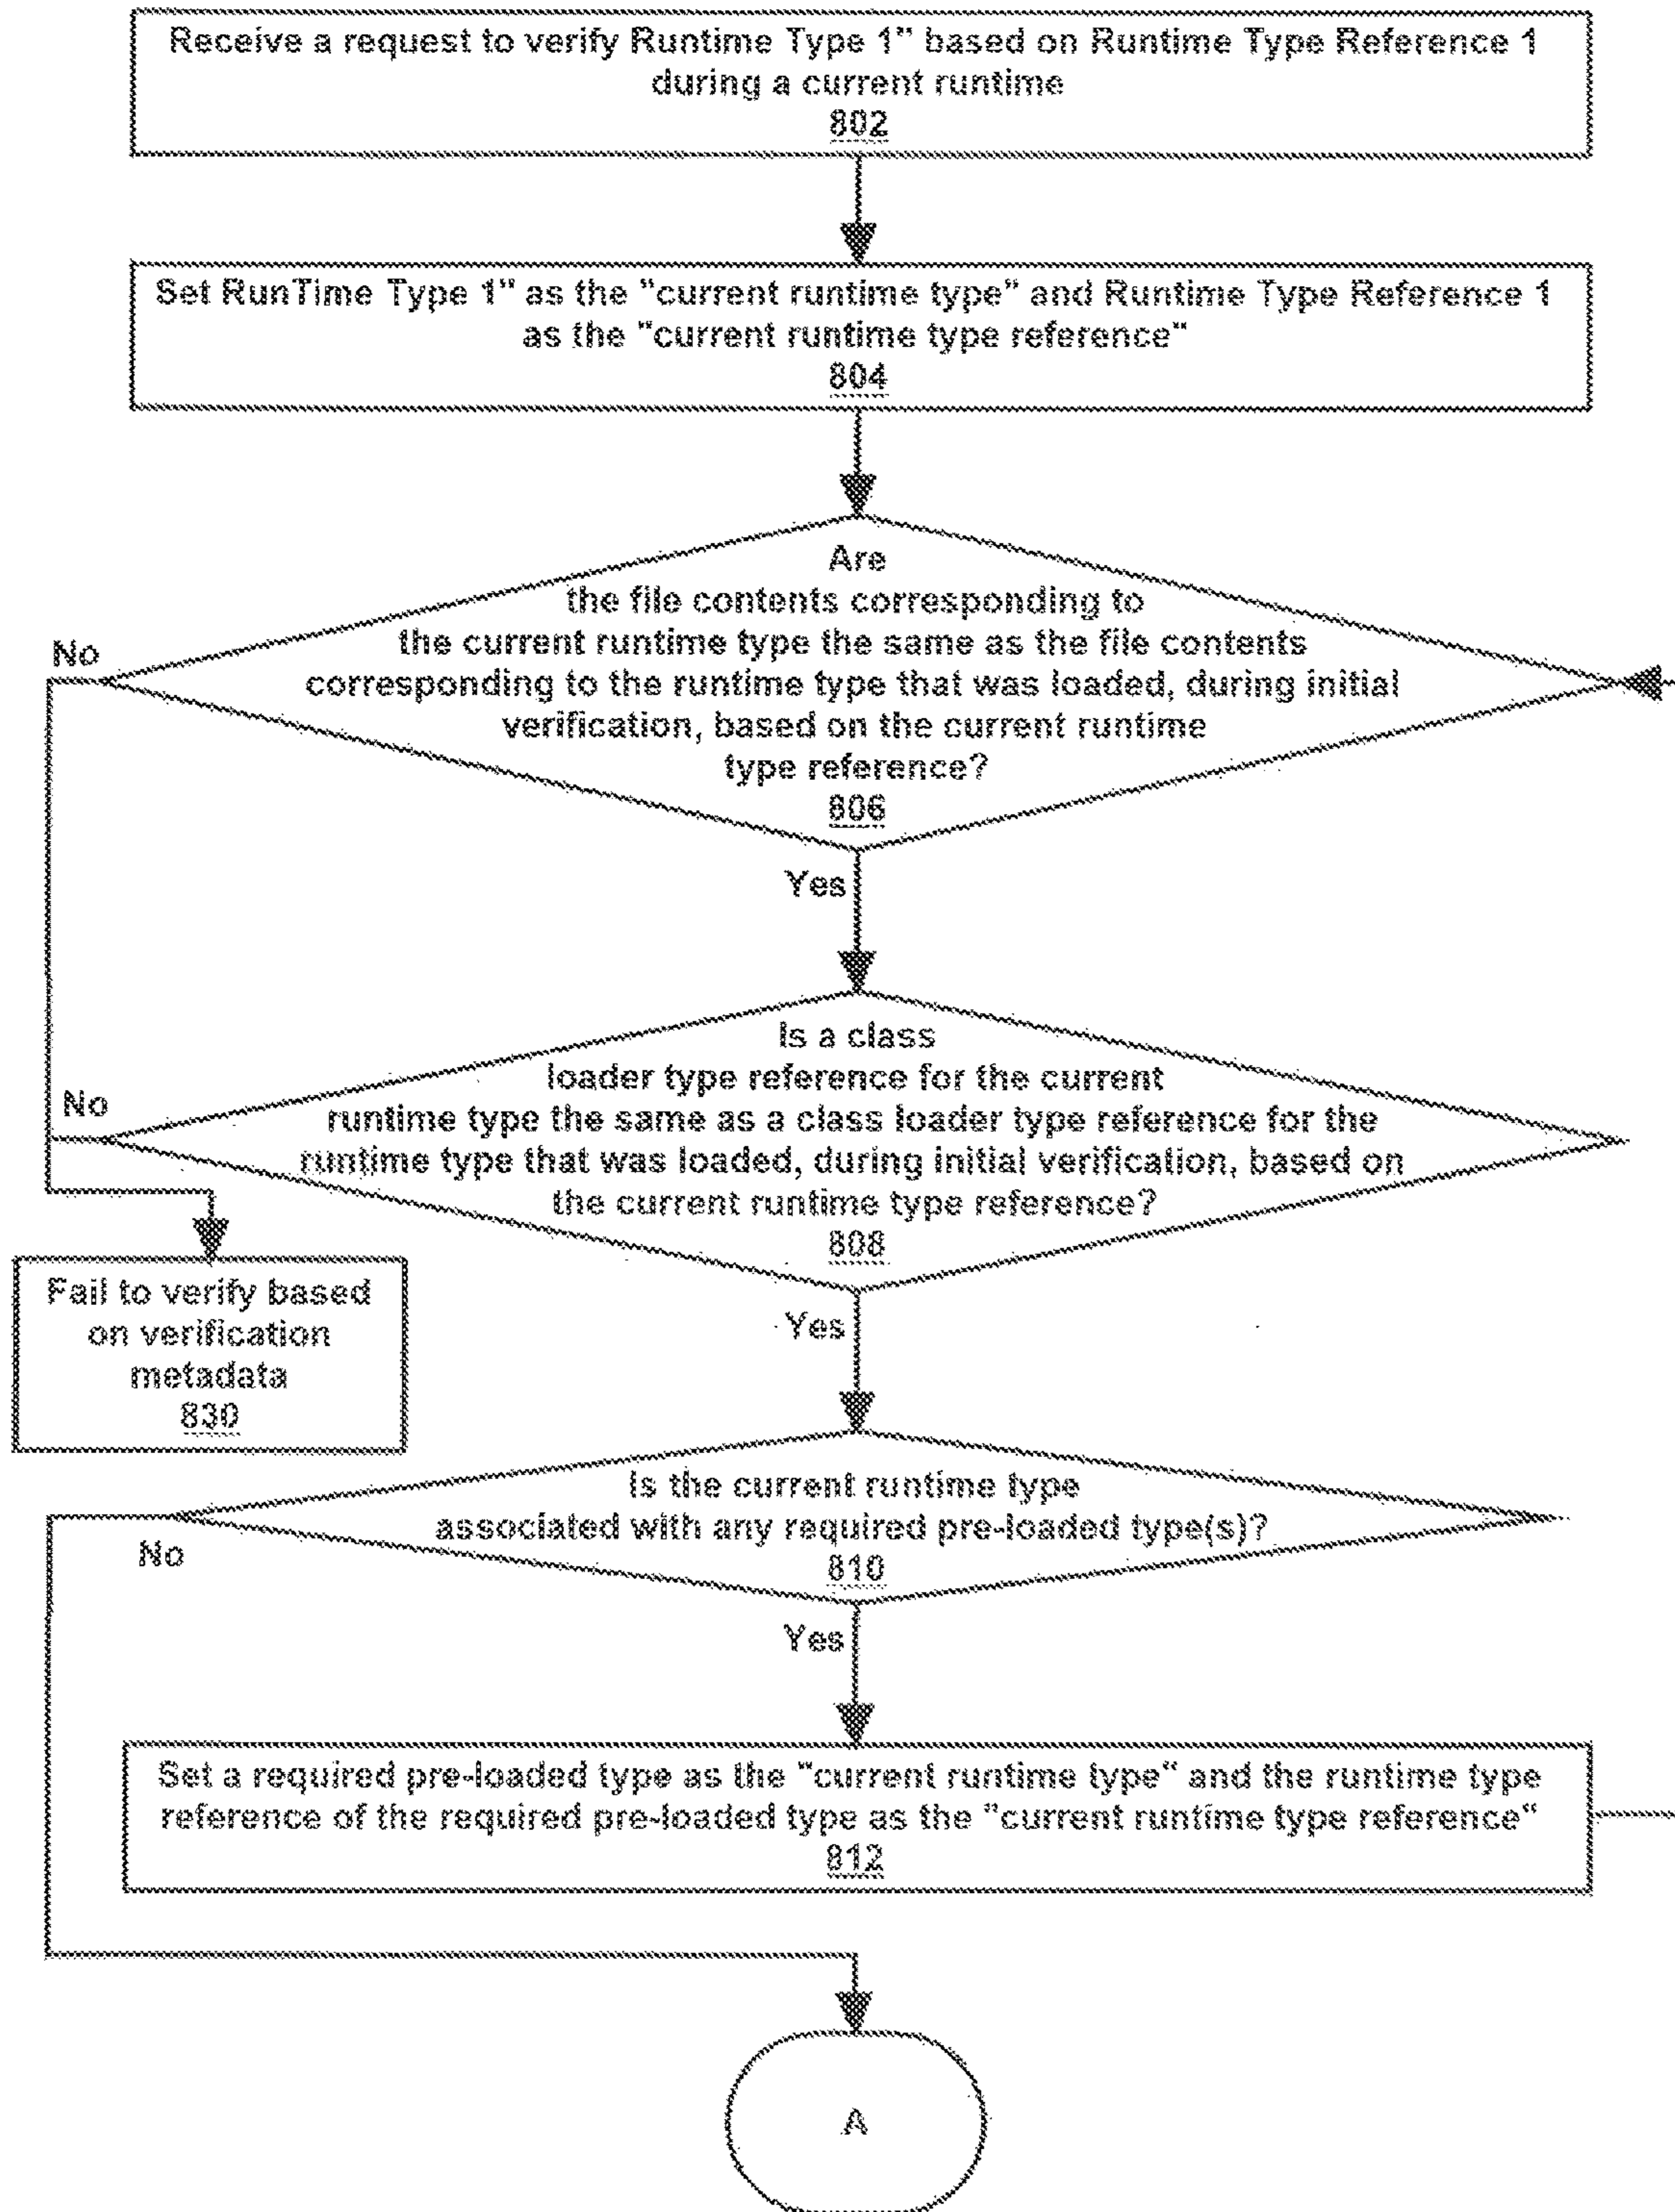 Receive a request to verify Runtime Type 1" based on Runtime Type Reference 1
during a current runtime
802
Set RunTime Type 1" as the "current runtime type" and Runtime Type Reference 1
as the "current runtime type reference"
804
Are
the file contents corresponding to
the current runtime type the same as the file contents
corresponding to the runtime type that was loaded, during initial
verification, based on the current runtime
type reference?
806
No
Yes
Is a class
loader type reference for the current
runtime type the same as a class loader type reference for the
runtime type that was loaded, during initial verification, based on
the current runtime type reference?
808
No
Fail to verify based
on verification
metadata
830
Yes
Is the current runtime type
associated with any required pre-loaded type(s)?
810
No
Yes
Set a required pre-loaded type as the "current runtime type" and the runtime type
reference of the required pre-loaded type as the "current runtime type reference"
812
A